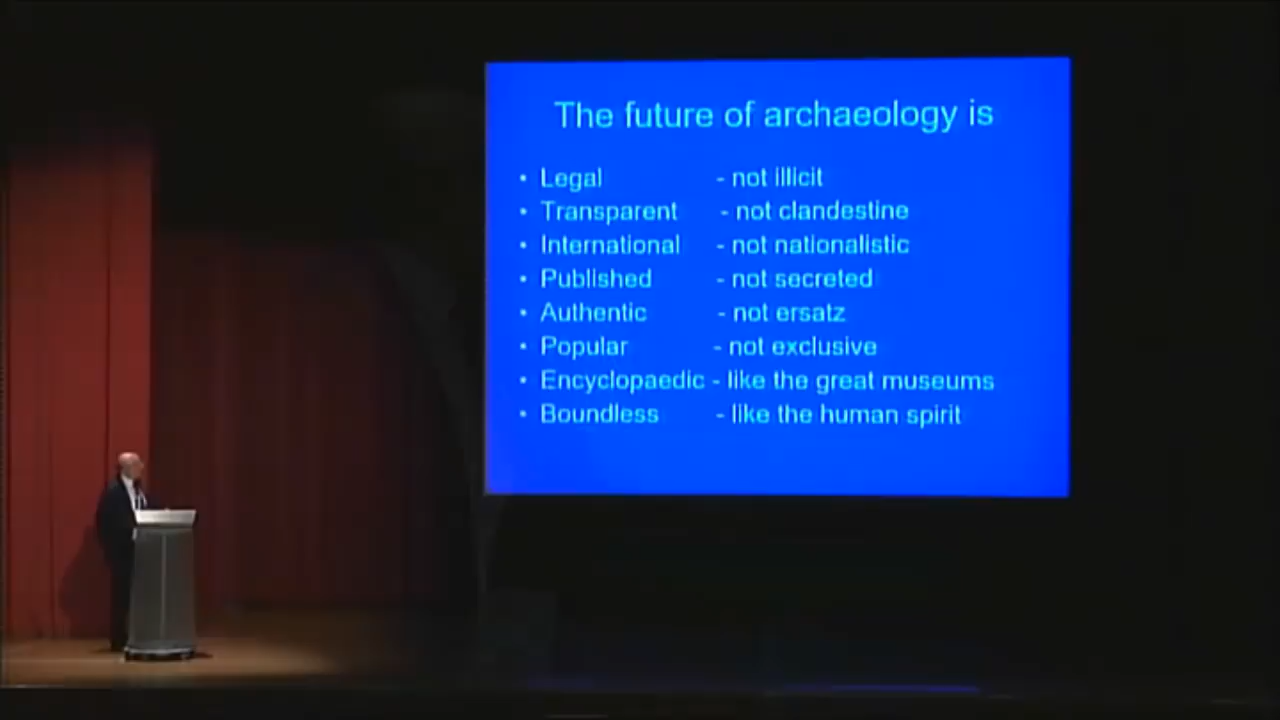 The future of archaeology is
• Legal - not illicit
• Transparent - not clandestine
• International - not nationalistic
• Published - not secreted
• Authentic - not ersatz
• Popular - not exclusive
• Encyclopaedic - like the great museums
• Boundless - like the human spirit